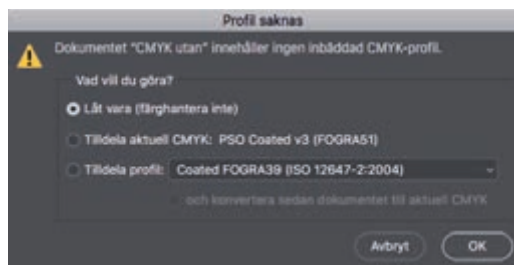 Profil saknas
Dokumentet "CMYK utan" innehåller ingen inbäddad CMYK-profil.
Vad vill du göra?
Låt vara (färghantera inte)
Tilldela aktuell CMYK: PSO Coated v3 (FOGRA51)
Tilldela profil: Coated FOGRA39 (ISO 12647-2:2004)
och konvertera sedan dokumentet till aktuell CMYK
Avbryt OK